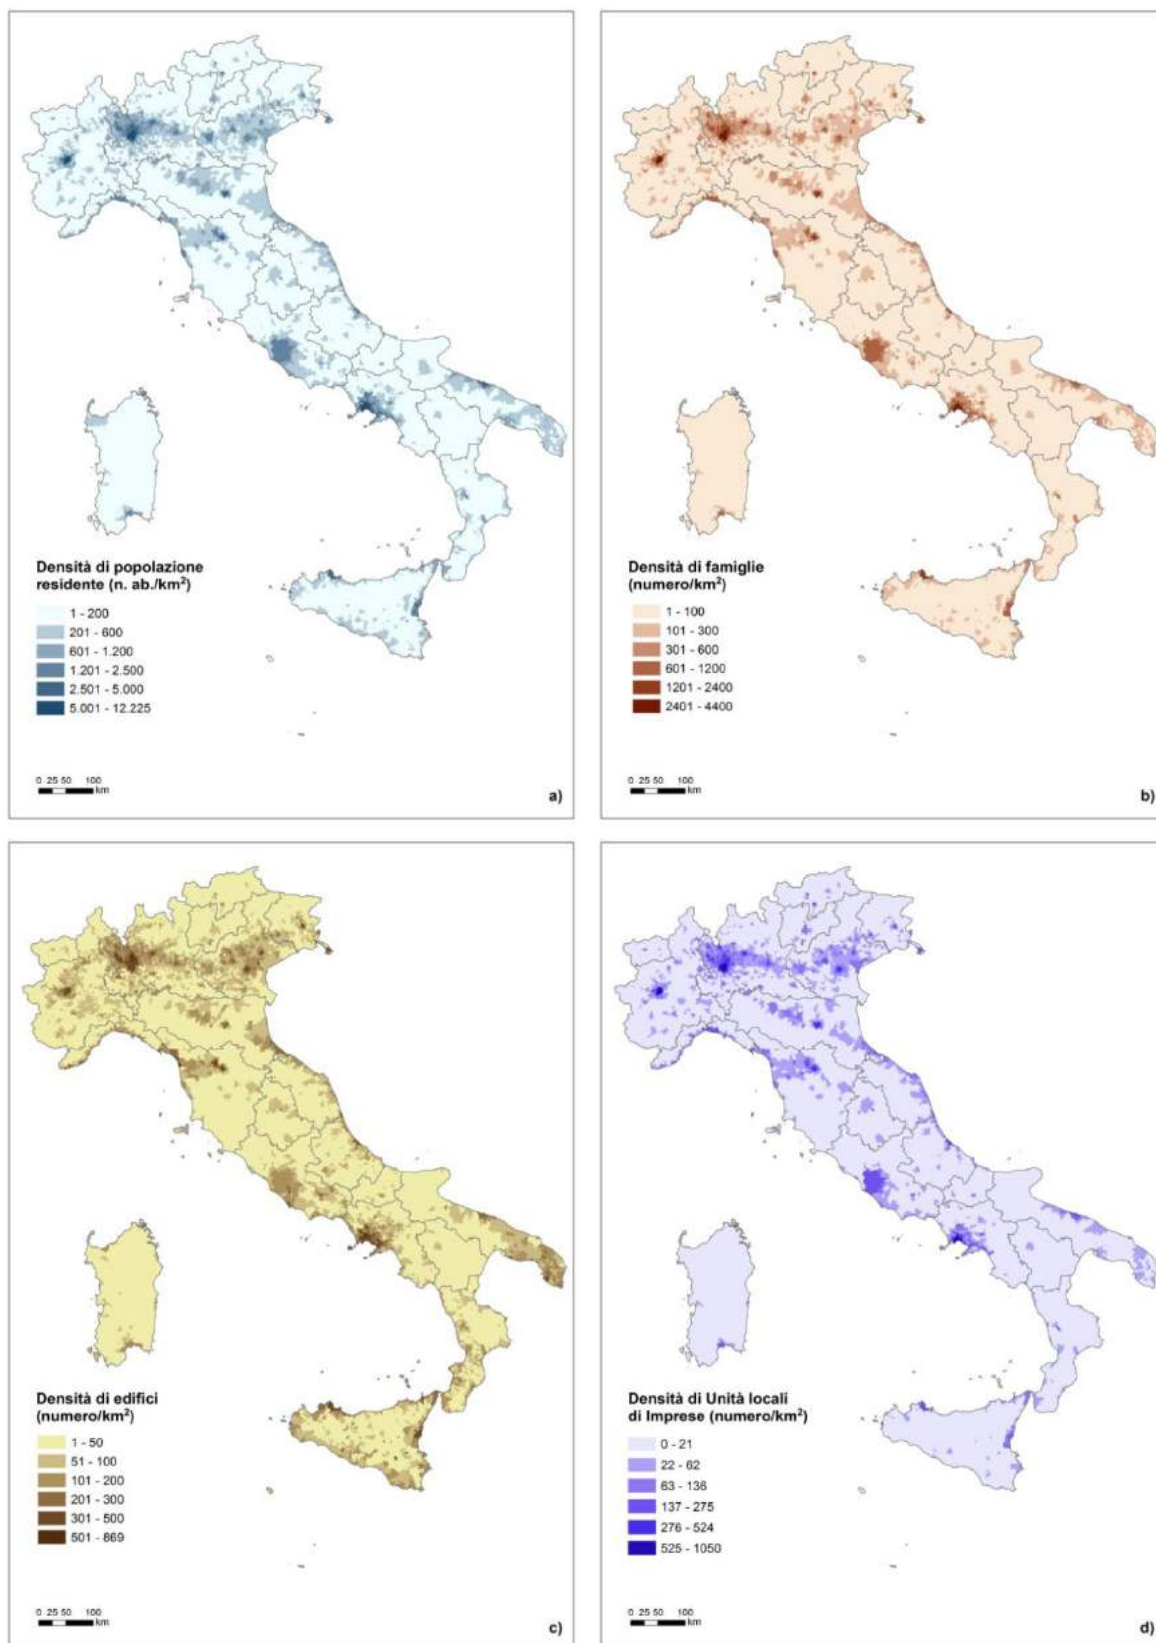 Densità di popolazione
residente (n. ab./km²)
1 - 200
201 - 600
601 - 1.200
1.201 - 2.500
2.501 - 5.000
5.001 - 12.225
0 25 50 100
km
a)
Densità di famiglie
(numero/km²)
1 - 100
101 - 300
301 - 600
601 - 1200
1201 - 2400
2401 - 4400
0 25 50 100
km
b)
Densità di edifici
(numero/km²)
1 - 50
51 - 100
101 - 200
201 - 300
301 - 500
501 - 869
0 25 50 100
km
c)
Densità di Unità locali
di Imprese (numero/km²)
0 - 21
22 - 62
63 - 136
137 - 275
276 - 524
525 - 1050
0 25 50 100
km
d)